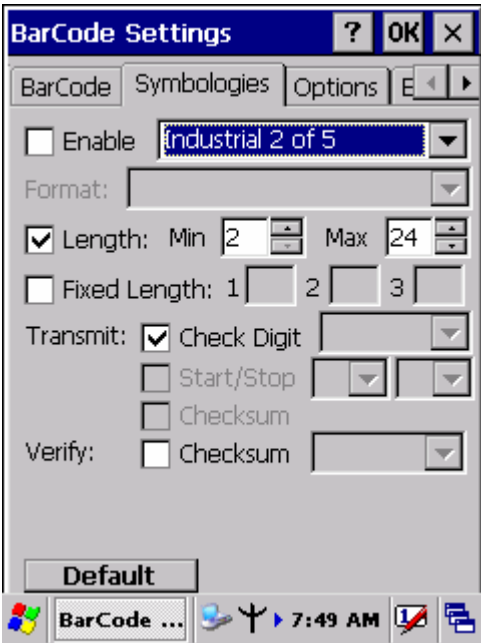 BarCode Settings ? OK ×
BarCode Symbologies Options E
Enable Industrial 2 of 5
Format:
Length: Min 2 Max 24
Fixed Length: 1 2 3
Transmit: Check Digit
Start/Stop
Checksum
Verify: Checksum
Default
BarCode ... 7:49 AM 1